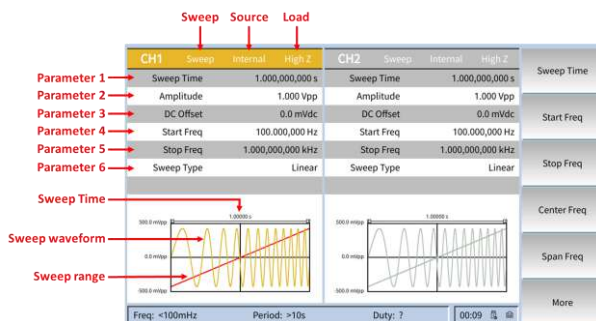 Sweep Source Load
CH1 Sweep Internal High Z CH2 Sweep Internal High Z
Parameter 1 Sweep Time 1.000,000,000 s Sweep Time 1.000,000,000 s
Parameter 2 Amplitude 1.000 Vpp Amplitude 1.000 Vpp
Parameter 3 DC Offset 0.0 mVdc DC Offset 0.0 mVdc
Parameter 4 Start Freq 100.000,000 Hz Start Freq 100.000,000 Hz
Parameter 5 Stop Freq 1.000,000,000 kHz Stop Freq 1.000,000,000 kHz
Parameter 6 Sweep Type Linear Sweep Type Linear
Sweep Time
1.00000 s 1.00000 s
500.0 mVpp 500.0 mVpp
Sweep waveform
0.0 mVpp 0.0 mVpp
Sweep range
-500.0 mVpp -500.0 mVpp
Freq: <100mHz Period: >10s Duty: ? 00:09
Sweep Time
Start Freq
Stop Freq
Center Freq
Span Freq
More